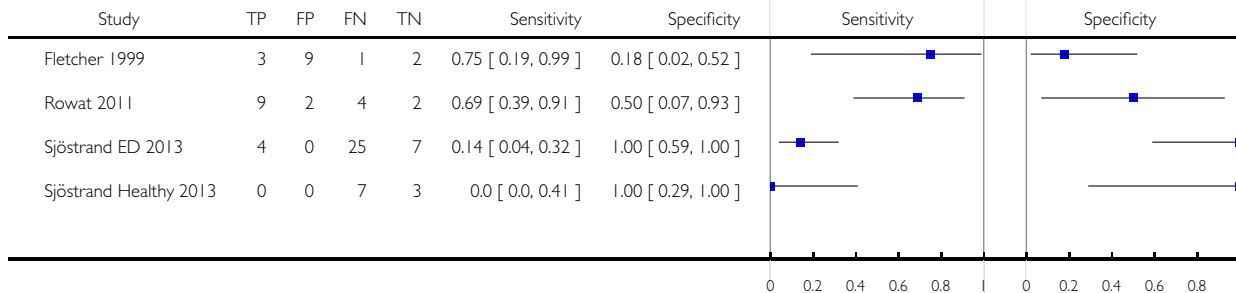 Study TP FP FN TN Sensitivity Specificity Sensitivity Specificity
Fletcher 1999 3 9 1 2 0.75 [ 0.19, 0.99 ] 0.18 [ 0.02, 0.52 ]
Rowat 2011 9 2 4 2 0.69 [ 0.39, 0.91 ] 0.50 [ 0.07, 0.93 ]
Sjöstrand ED 2013 4 0 25 7 0.14 [ 0.04, 0.32 ] 1.00 [ 0.59, 1.00 ]
Sjöstrand Healthy 2013 0 0 7 3 0.0 [ 0.0, 0.41 ] 1.00 [ 0.29, 1.00 ]
0 0.2 0.4 0.6 0.8 1 0 0.2 0.4 0.6 0.8